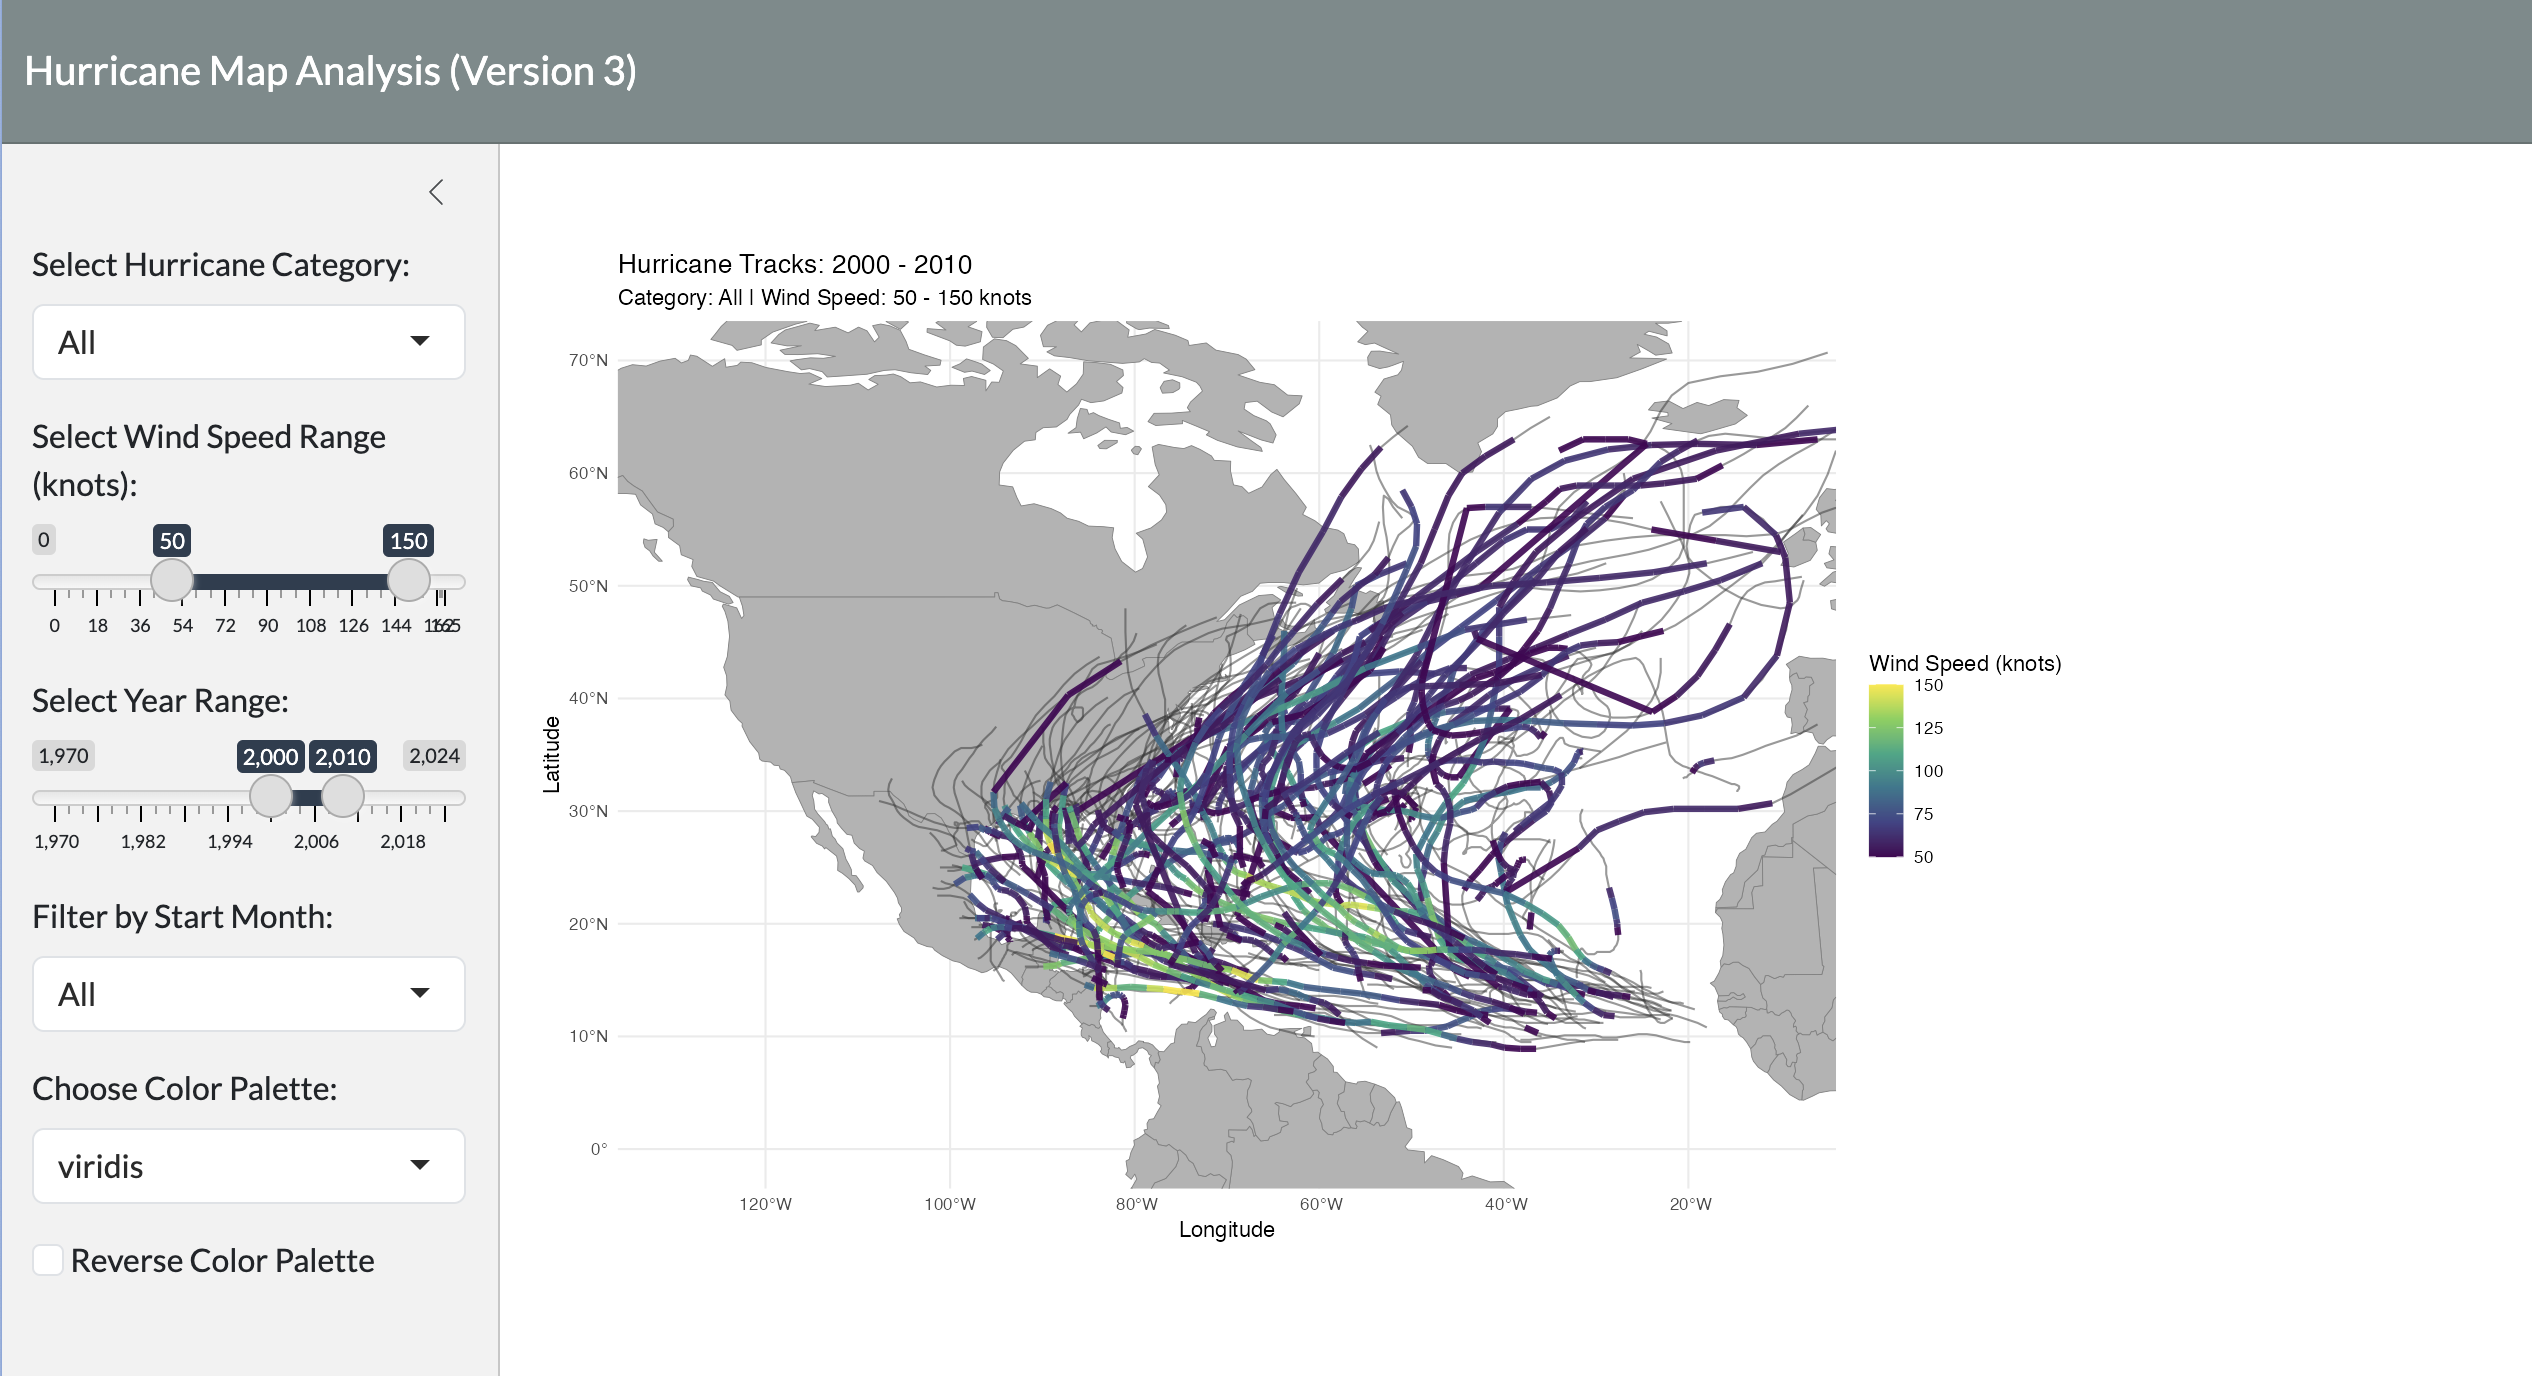 Hurricane Map Analysis (Version 3)
Select Hurricane Category:
All
Select Wind Speed Range
(knots):
0 50 150
0 18 36 54 72 90 108 126 144 165
Select Year Range:
1,970 2,000 2,010 2,024
1,970 1,982 1,994 2,006 2,018
Filter by Start Month:
All
Choose Color Palette:
viridis
Reverse Color Palette
Hurricane Tracks: 2000 - 2010
Category: All | Wind Speed: 50 - 150 knots
Latitude
70°N
60°N
50°N
40°N
30°N
20°N
10°N
0°
120°W 100°W 80°W 60°W 40°W 20°W
Longitude
Wind Speed (knots)
150
125
100
75
50